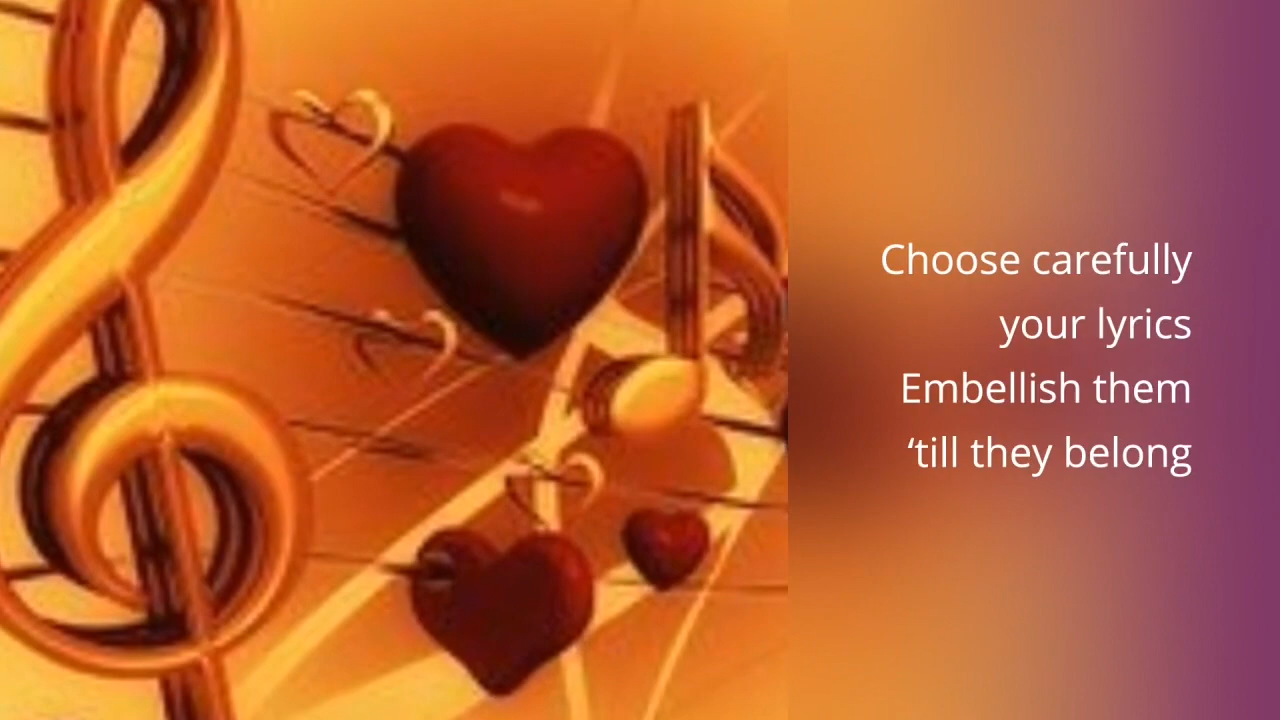 Choose carefully
your lyrics
Embellish them
‘till they belong